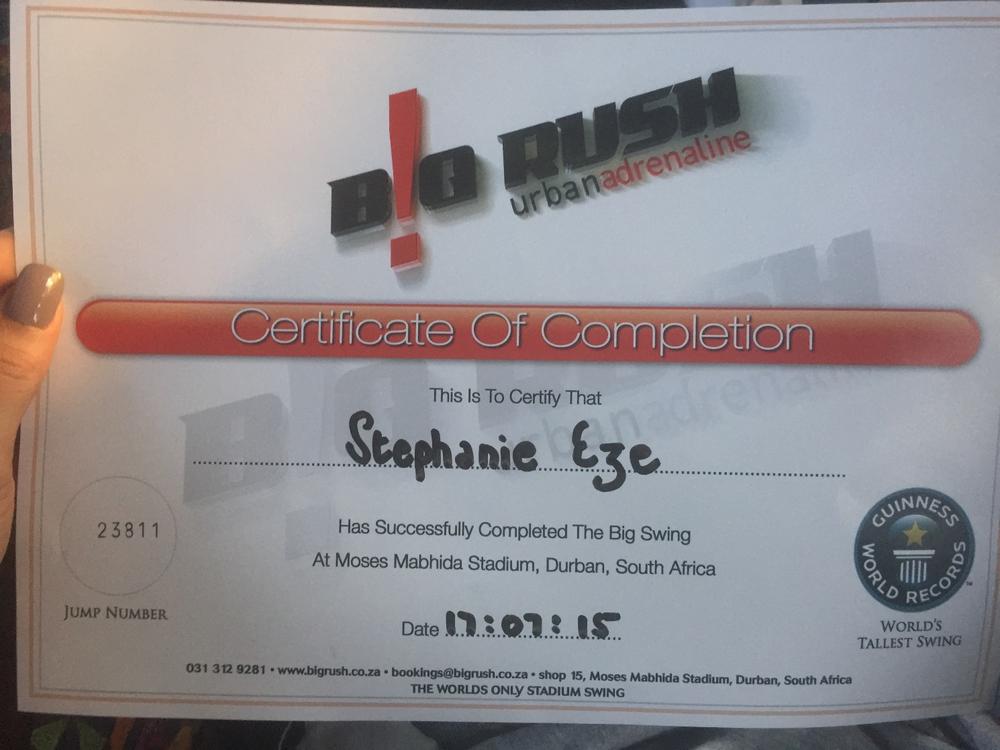 B!G RUSH
urbanadrenaline
Certificate Of Completion
This Is To Certify That
Stephanie Eze
23811
JUMP NUMBER
Has Successfully Completed The Big Swing
At Moses Mabhida Stadium, Durban, South Africa
Date 17:07:15
GUINNESS
WORLD RECORDS
™
WORLD'S
TALLEST SWING
031 312 9281 • www.bigrush.co.za • bookings@bigrush.co.za • shop 15, Moses Mabhida Stadium, Durban, South Africa
THE WORLDS ONLY STADIUM SWING